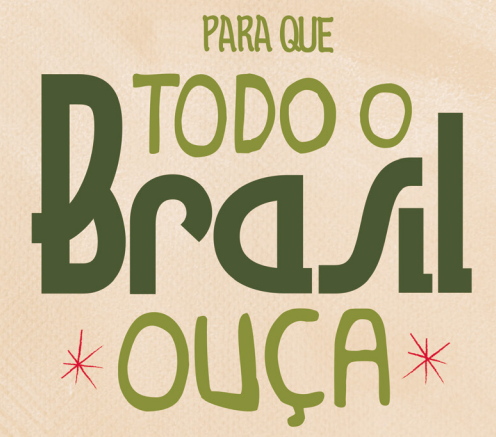 PARA QUE
TODO O
Brasil
OUÇA